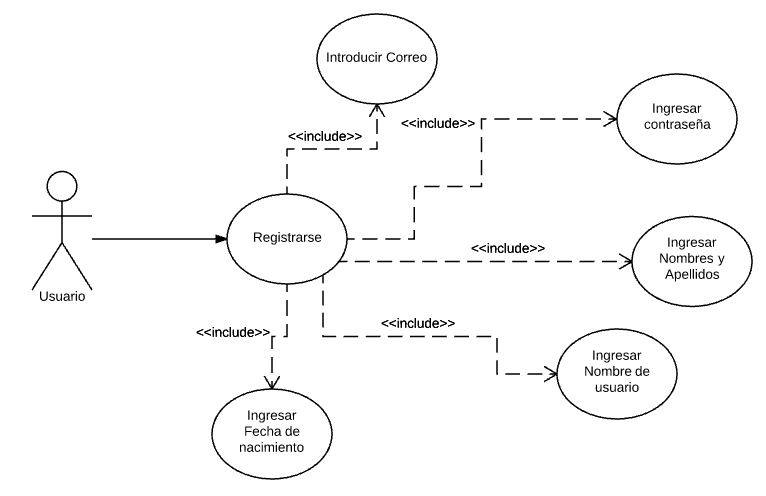 Introducir Correo
<<include>>
<<include>>
Ingresar
contraseña
Registrarse
Usuario
<<include>>
Ingresar
Nombres y
Apellidos
<<include>>
<<include>>
Ingresar
Nombre de
usuario
Ingresar
Fecha de
nacimiento